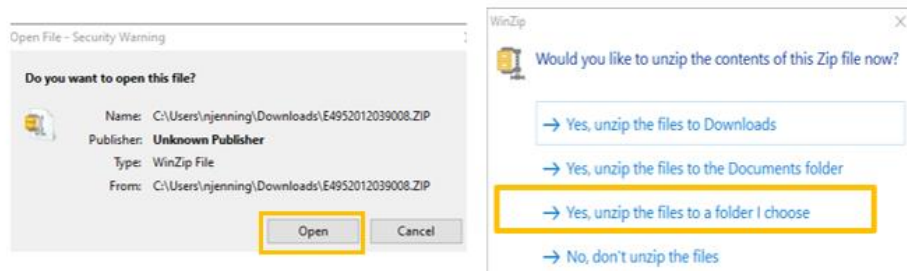 Open File - Security Warning
Do you want to open this file?
Name: C:\Users\njenning\Downloads\E4952012039008.ZIP
Publisher: Unknown Publisher
Type: WinZip File
From: C:\Users\njenning\Downloads\E4952012039008.ZIP
Open Cancel
WinZip
Would you like to unzip the contents of this Zip file now?
→ Yes, unzip the files to Downloads
→ Yes, unzip the files to the Documents folder
→ Yes, unzip the files to a folder I choose
→ No, don't unzip the files